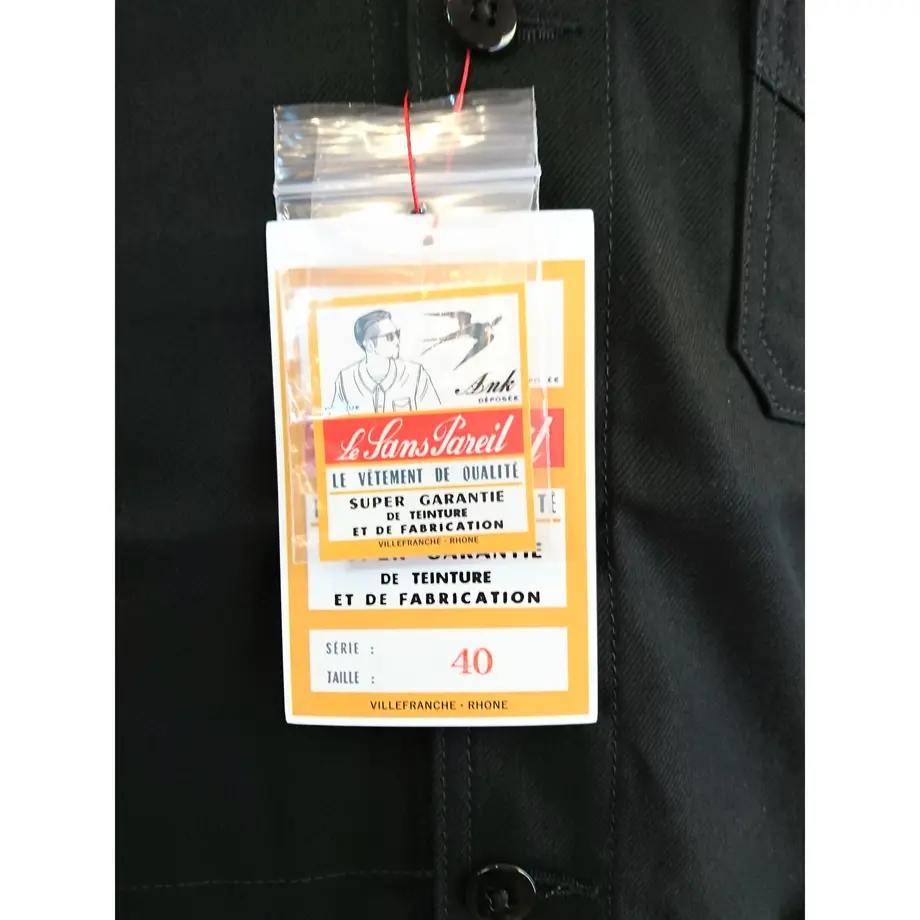 Ank
DÉPOSÉE
Le Sans Pareil
LE VÊTEMENT DE QUALITÉ
SUPER GARANTIE
DE TEINTURE
ET DE FABRICATION
VILLEFRANCHE - RHONE
DE TEINTURE
ET DE FABRICATION
SÉRIE :
40
TAILLE :
VILLEFRANCHE - RHONE